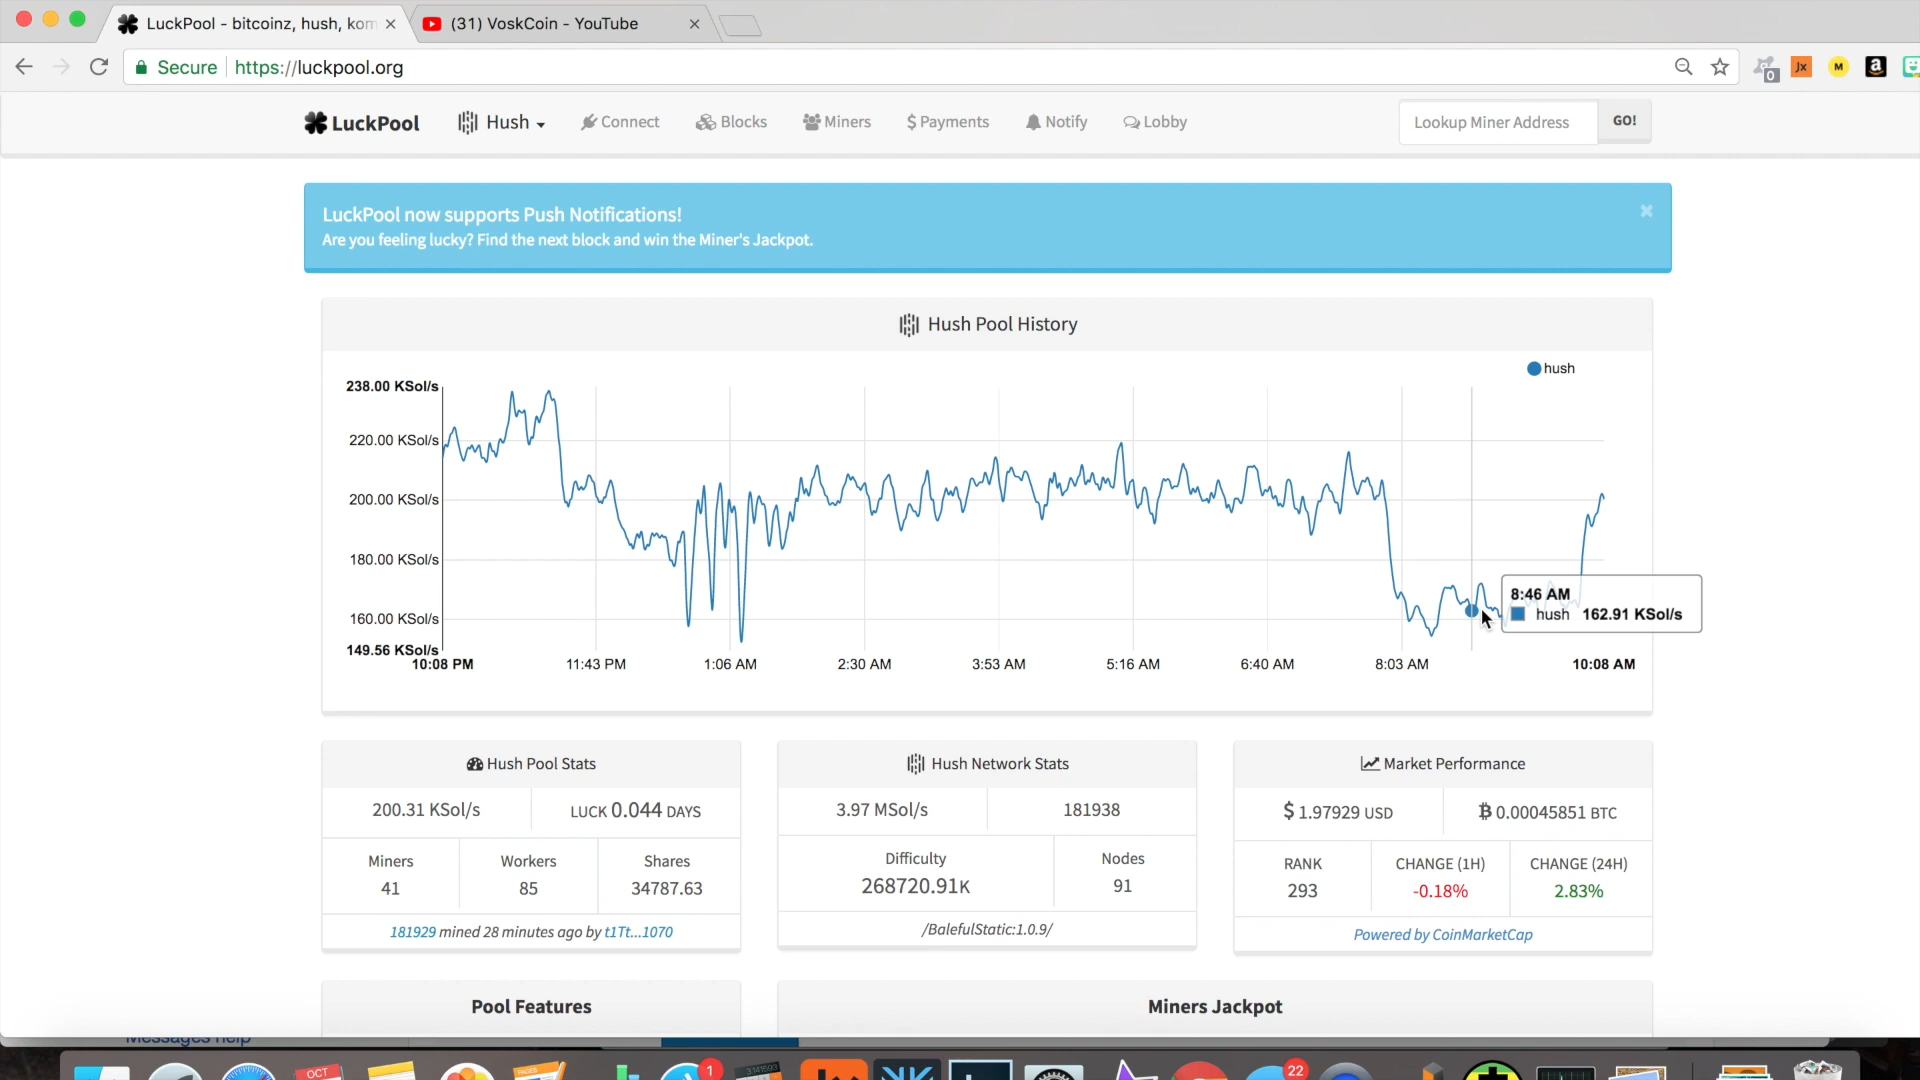 LuckPool - bitcoinz, hush, kom
(31) VoskCoin - YouTube
Secure https://luckpool.org
0
Jx
M
a
LuckPool
Hush
Connect
Blocks
Miners
Payments
Notify
Lobby
Lookup Miner Address
GO!
LuckPool now supports Push Notifications!
Are you feeling lucky? Find the next block and win the Miner's Jackpot.
Hush Pool History
hush
238.00 KSol/s
220.00 KSol/s
200.00 KSol/s
180.00 KSol/s
160.00 KSol/s
149.56 KSol/s
8:46 AM
hush 162.91 KSol/s
10:08 PM 11:43 PM 1:06 AM 2:30 AM 3:53 AM 5:16 AM 6:40 AM 8:03 AM 10:08 AM
Hush Pool Stats
200.31 KSol/s LUCK 0.044 DAYS
Miners Workers Shares
41 85 34787.63
181929 mined 28 minutes ago by t1Tt...1070
Hush Network Stats
3.97 MSol/s 181938
Difficulty Nodes
268720.91K 91
/BalefulStatic:1.0.9/
Market Performance
$ 1.97929 USD ₿ 0.00045851 BTC
RANK CHANGE (1H) CHANGE (24H)
293 -0.18% 2.83%
Powered by CoinMarketCap
Pool Features
Miners Jackpot
Messages help
OCT
PAGES
1
22